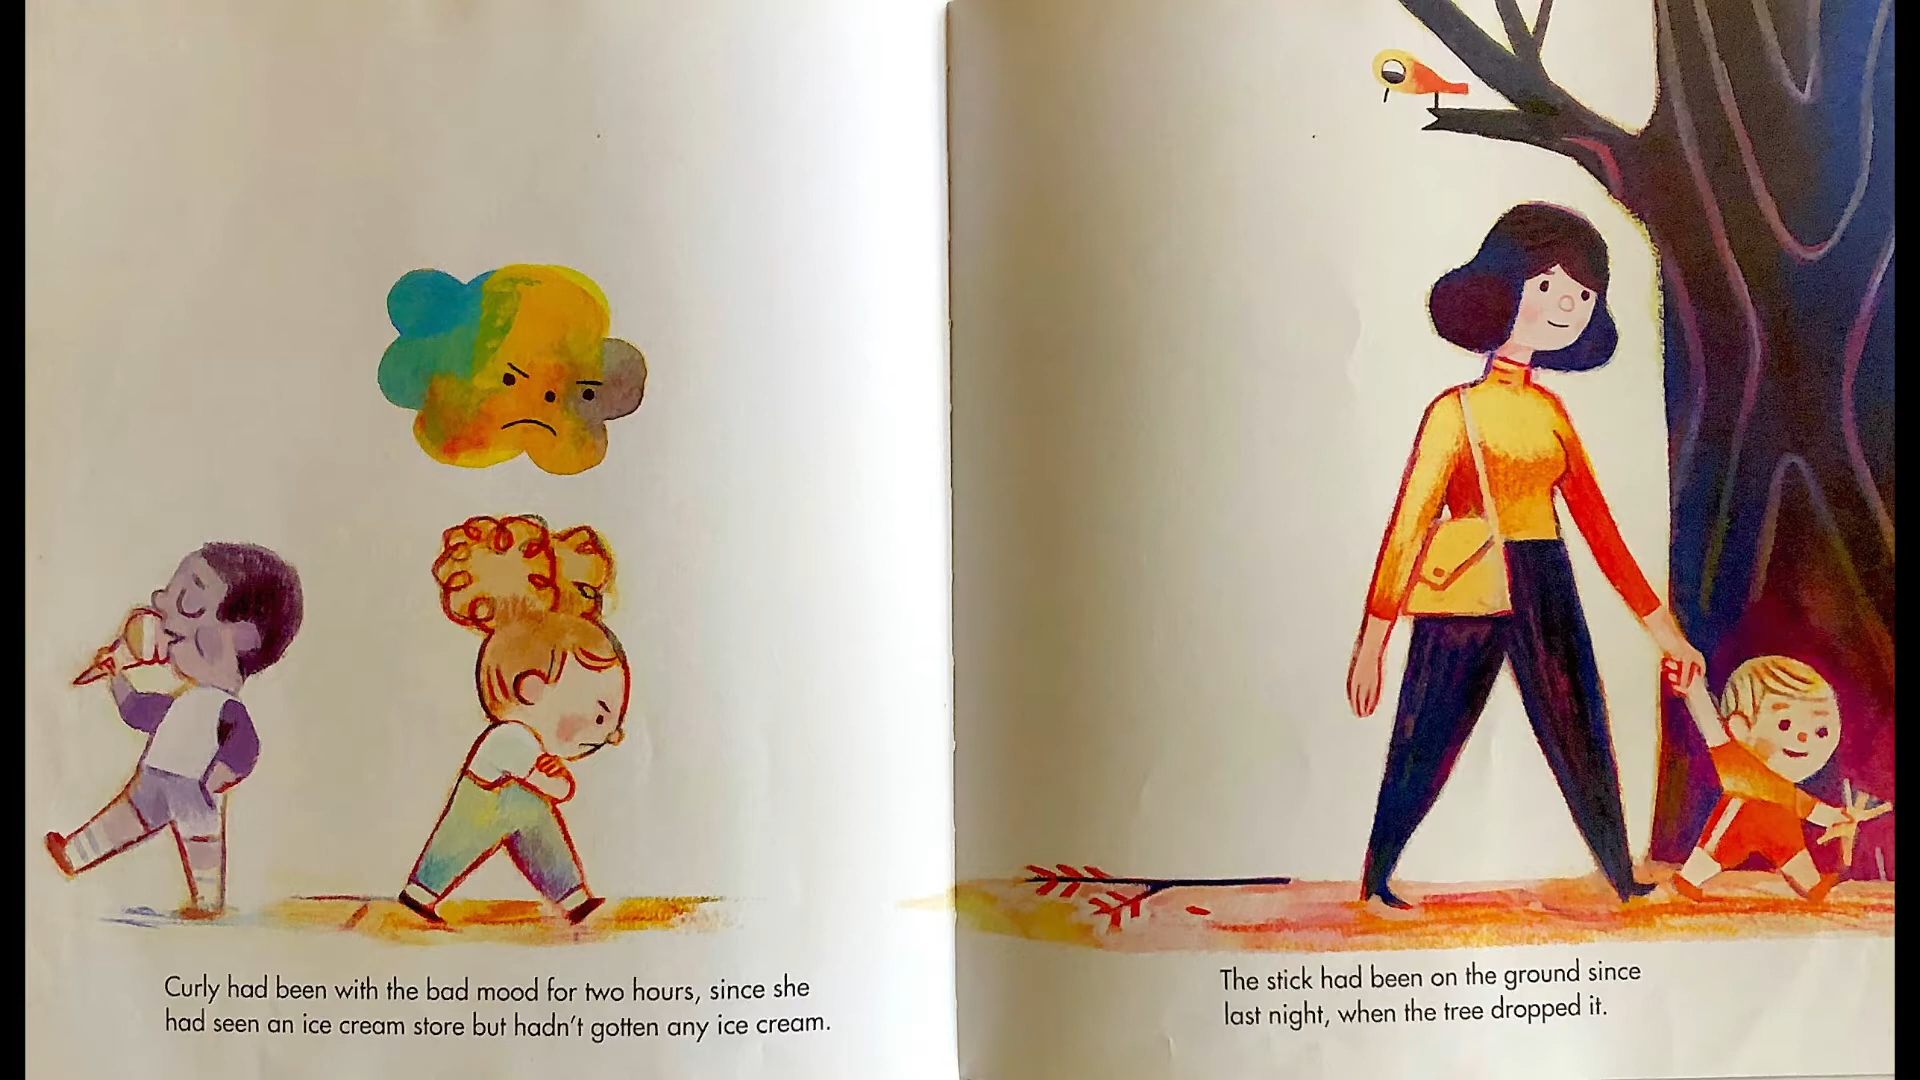 Curly had been with the bad mood for two hours, since she
had seen an ice cream store but hadn't gotten any ice cream.
The stick had been on the ground since
last night, when the tree dropped it.